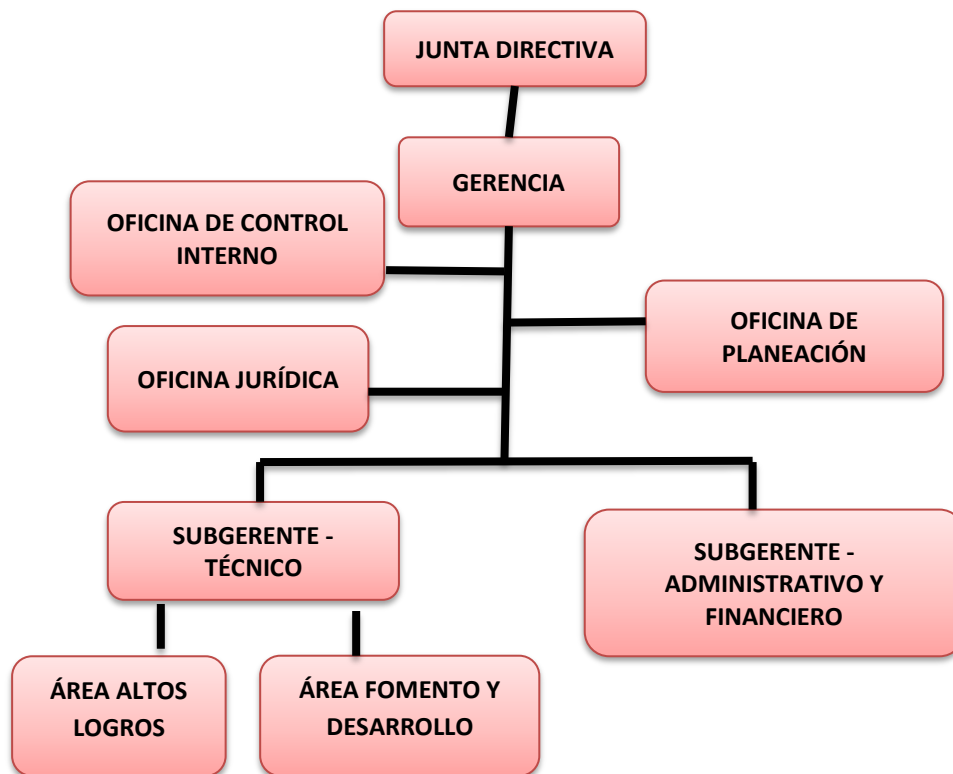 JUNTA DIRECTIVA
GERENCIA
OFICINA DE CONTROL
INTERNO
OFICINA DE
PLANEACIÓN
OFICINA JURÍDICA
SUBGERENTE -
TÉCNICO
SUBGERENTE -
ADMINISTRATIVO Y
FINANCIERO
ÁREA ALTOS
LOGROS
ÁREA FOMENTO Y
DESARROLLO